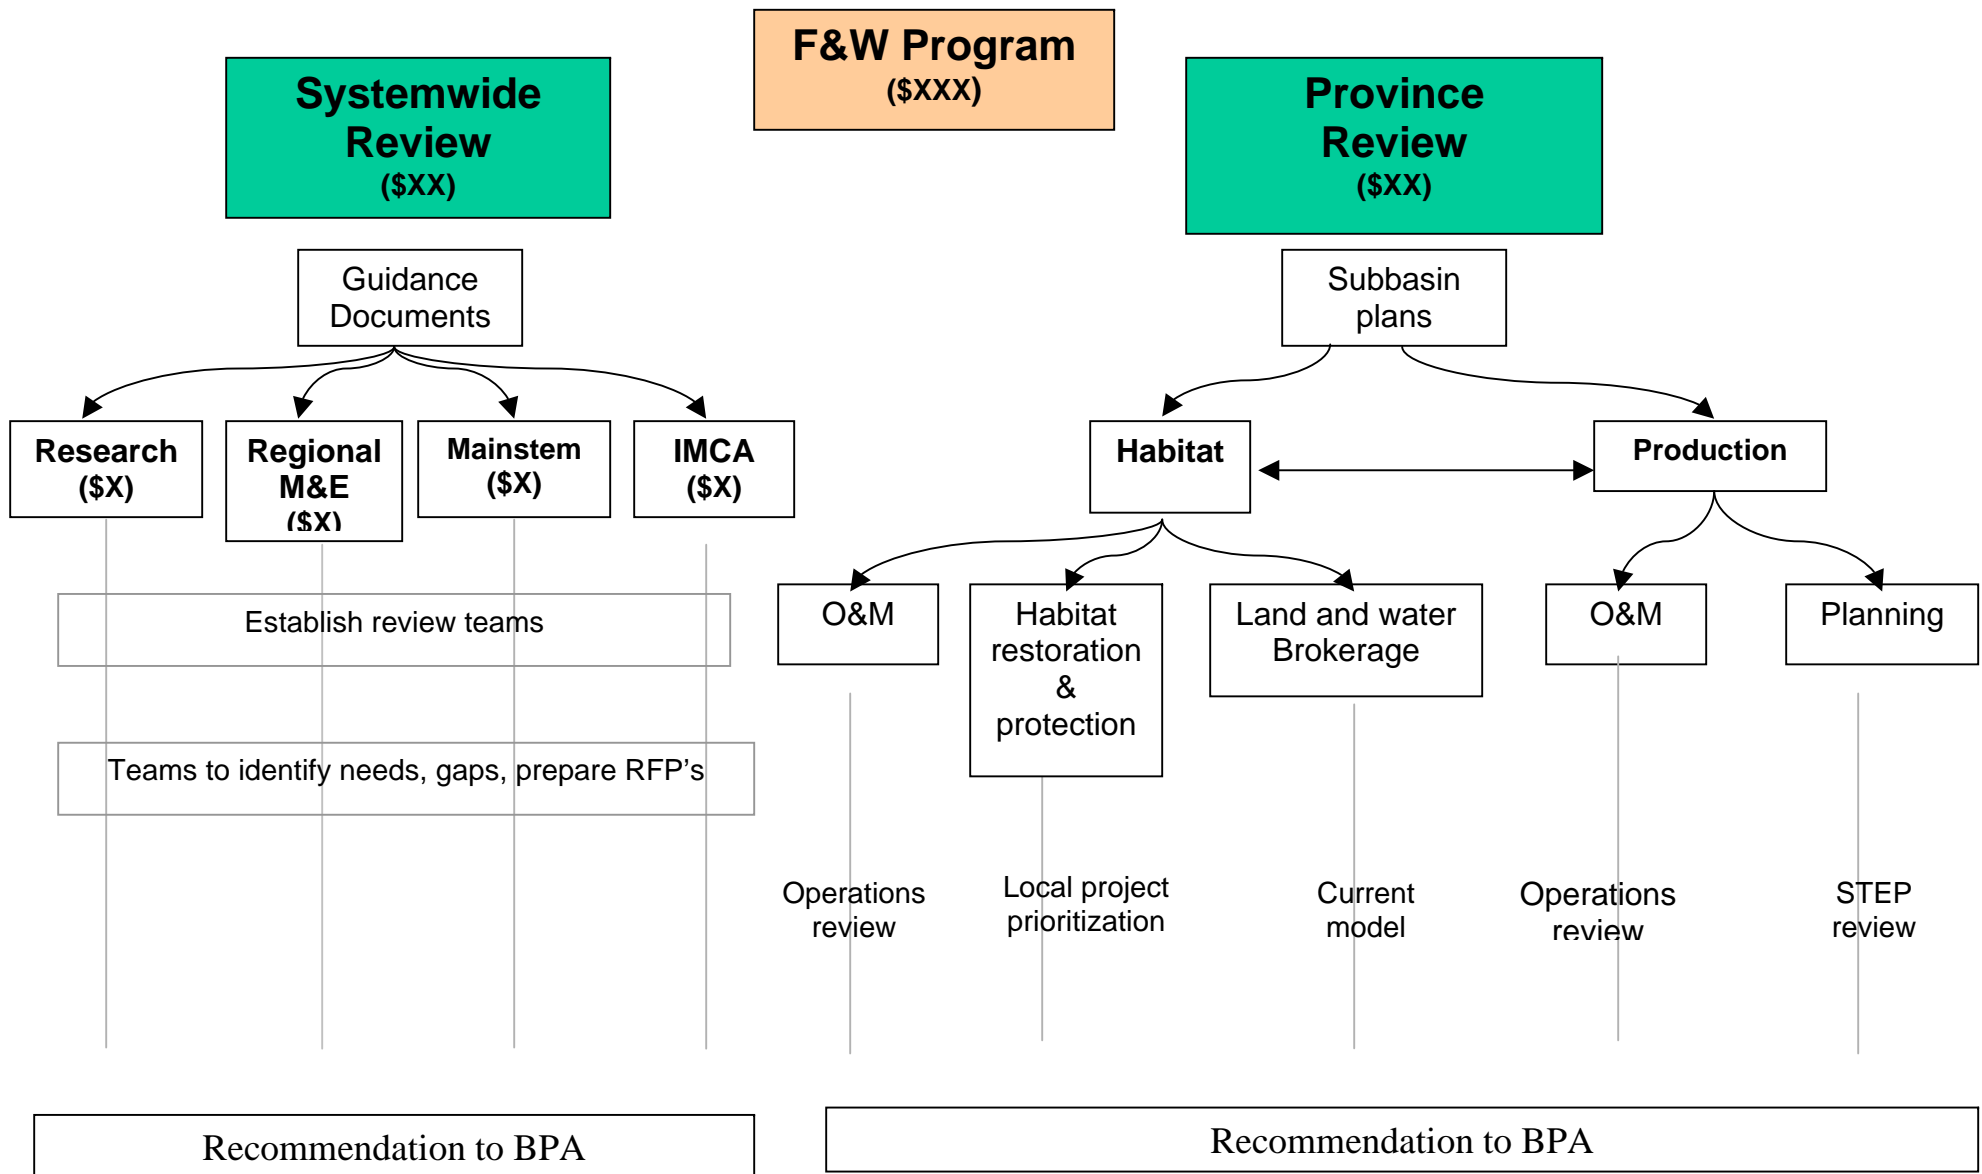 F&W Program
($XXX)
Systemwide
Review
($XX)
Province
Review
($XX)
Guidance
Documents
Subbasin
plans
Research
($X)
Regional
M&E
($X)
Mainstem
($X)
IMCA
($X)
Habitat
Production
Establish review teams
Teams to identify needs, gaps, prepare RFP’s
O&M
Habitat
restoration
&
protection
Land and water
Brokerage
O&M
Planning
Operations
review
Local project
prioritization
Current
model
Operations
review
STEP
review
Recommendation to BPA
Recommendation to BPA